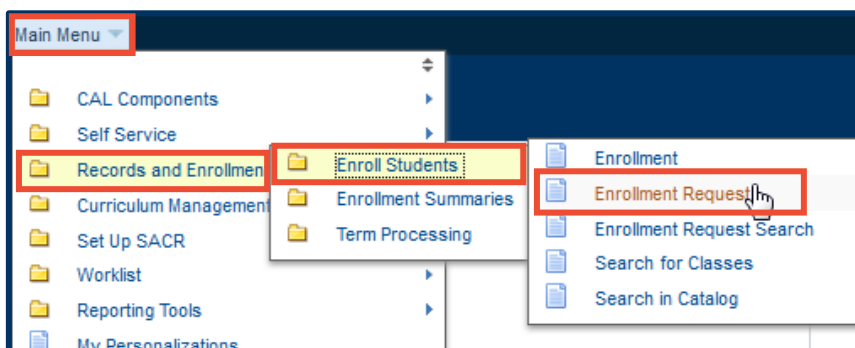 Main Menu
CAL Components
Self Service
Records and Enrollmen
Curriculum Management
Set Up SACR
Worklist
Reporting Tools
My Personalizations
Enroll Students
Enrollment Summaries
Term Processing
Enrollment
Enrollment Request
Enrollment Request Search
Search for Classes
Search in Catalog